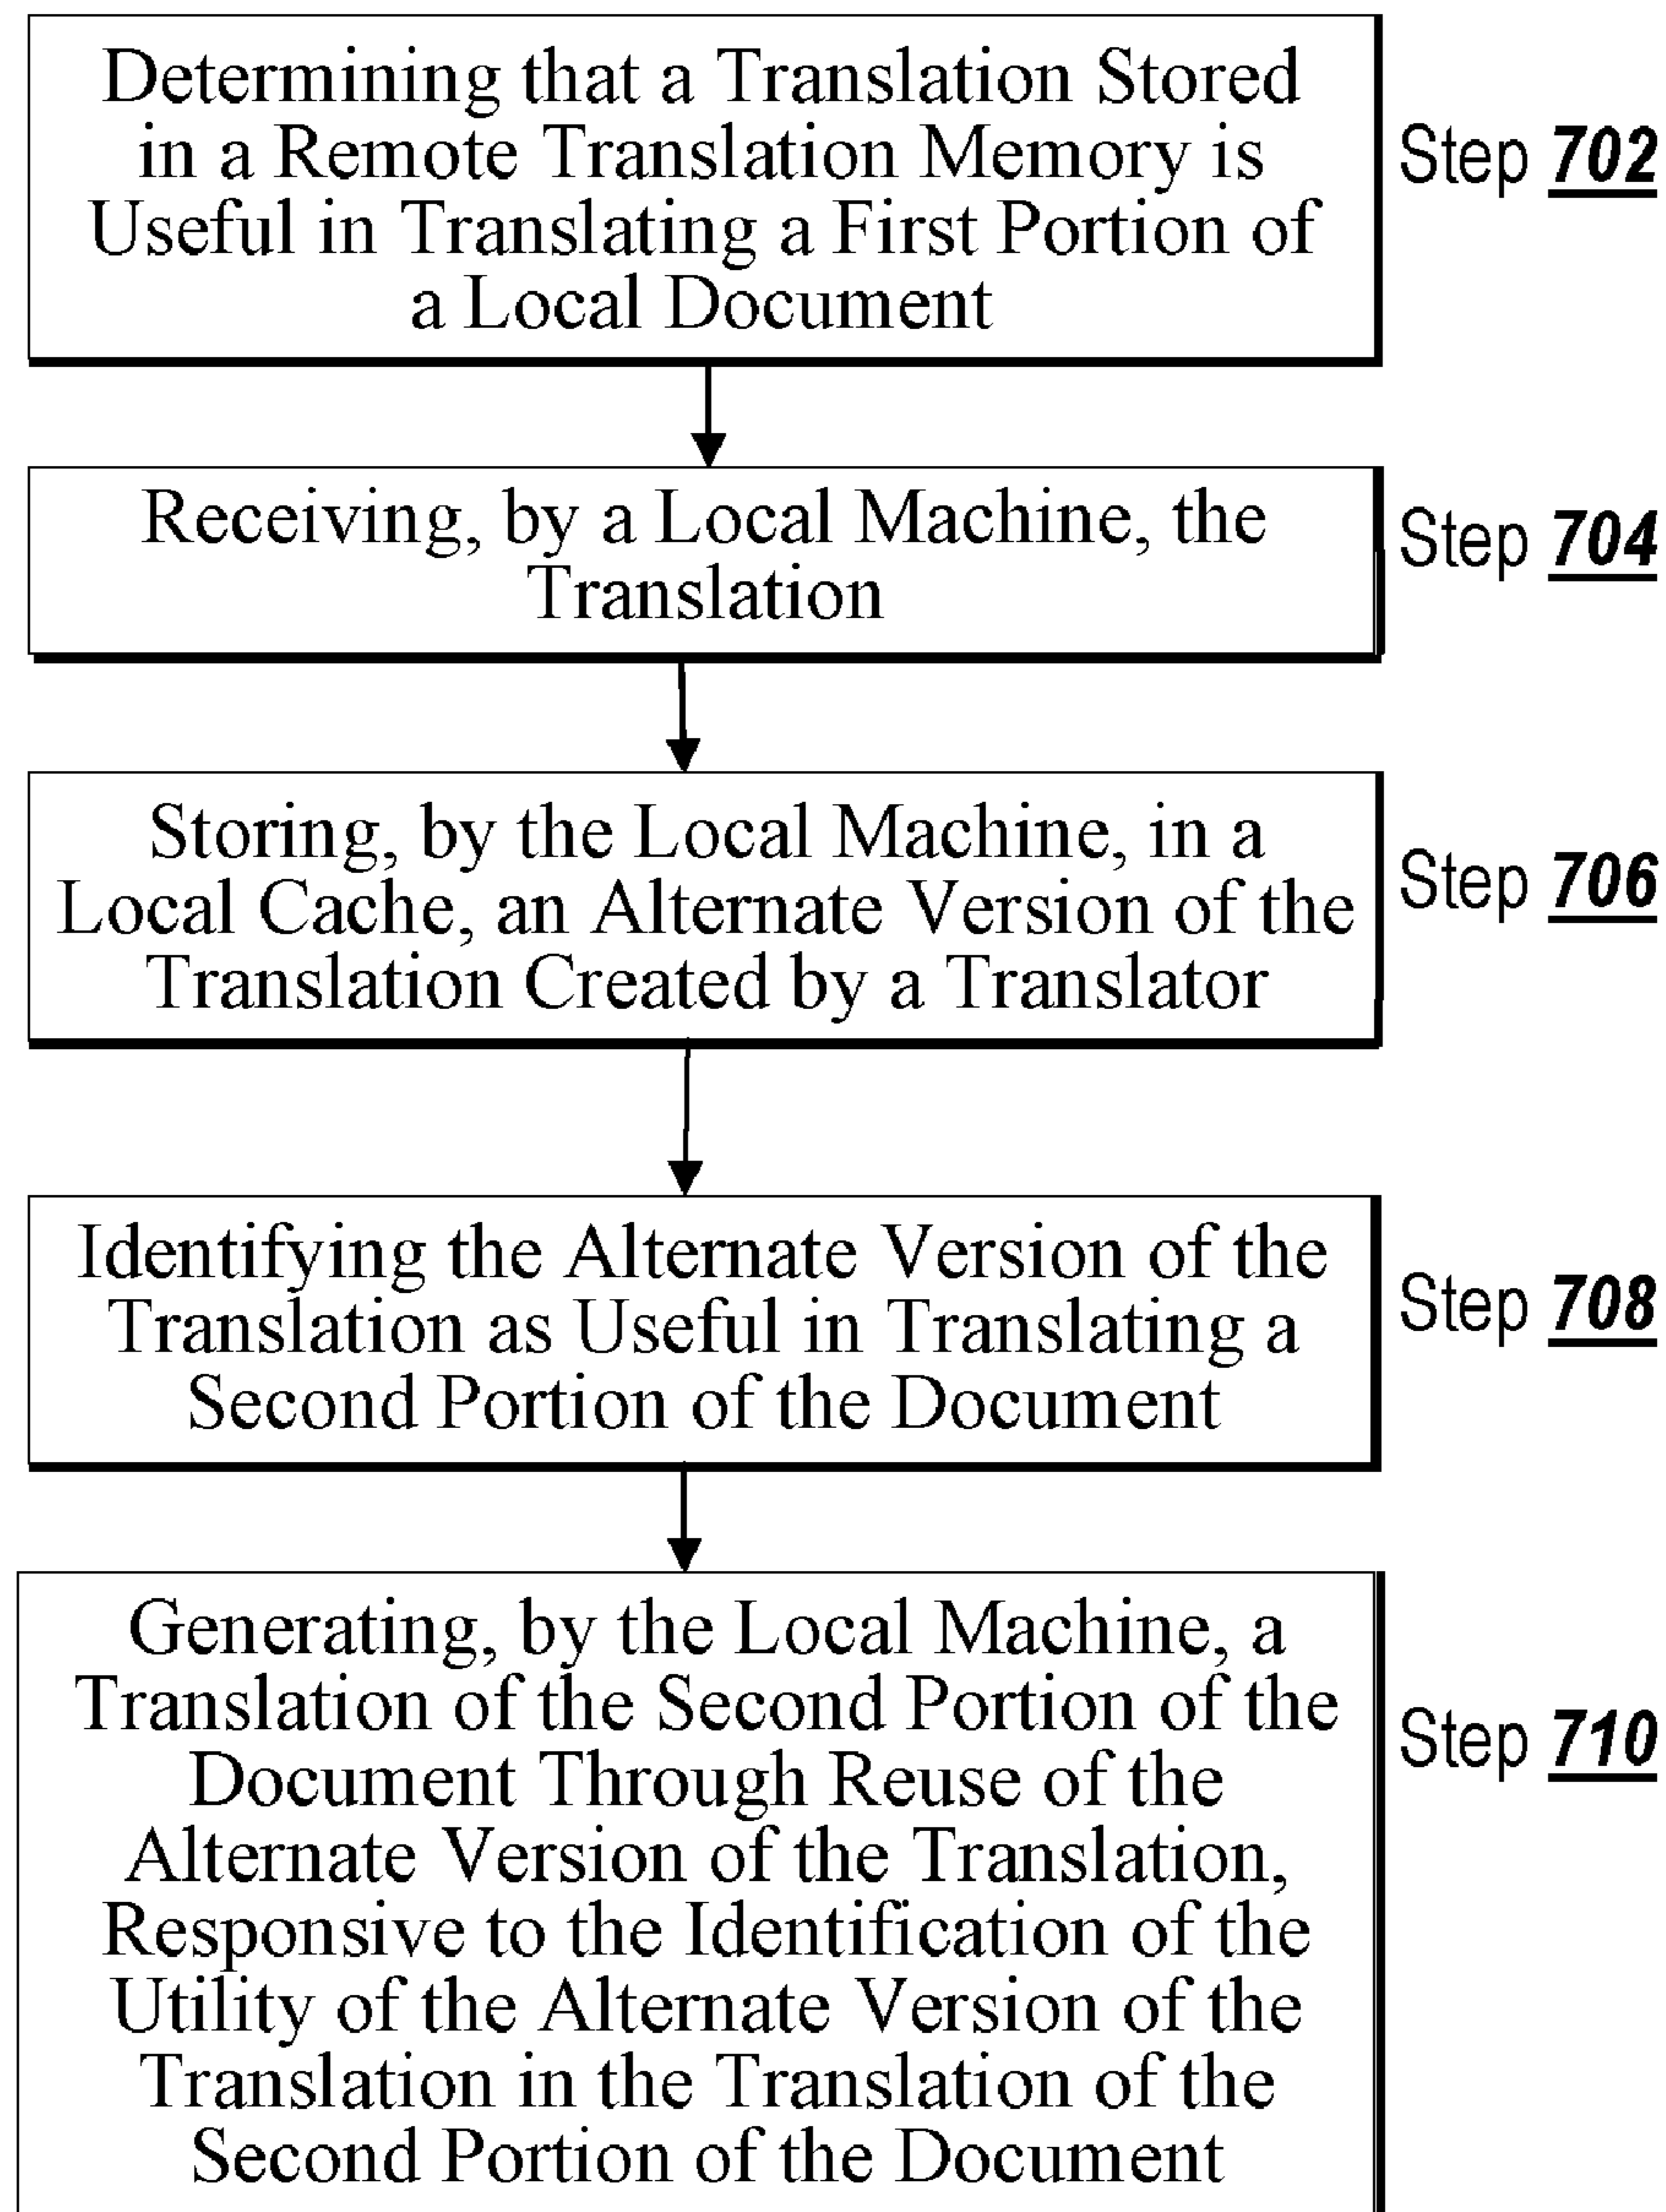 Determining that a Translation Stored
in a Remote Translation Memory is
Useful in Translating a First Portion of
a Local Document
Step 702
Receiving, by a Local Machine, the
Translation
Step 704
Storing, by the Local Machine, in a
Local Cache, an Alternate Version of the
Translation Created by a Translator
Step 706
Identifying the Alternate Version of the
Translation as Useful in Translating a
Second Portion of the Document
Step 708
Generating, by the Local Machine, a
Translation of the Second Portion of the
Document Through Reuse of the
Alternate Version of the Translation,
Responsive to the Identification of the
Utility of the Alternate Version of the
Translation in the Translation of the
Second Portion of the Document
Step 710